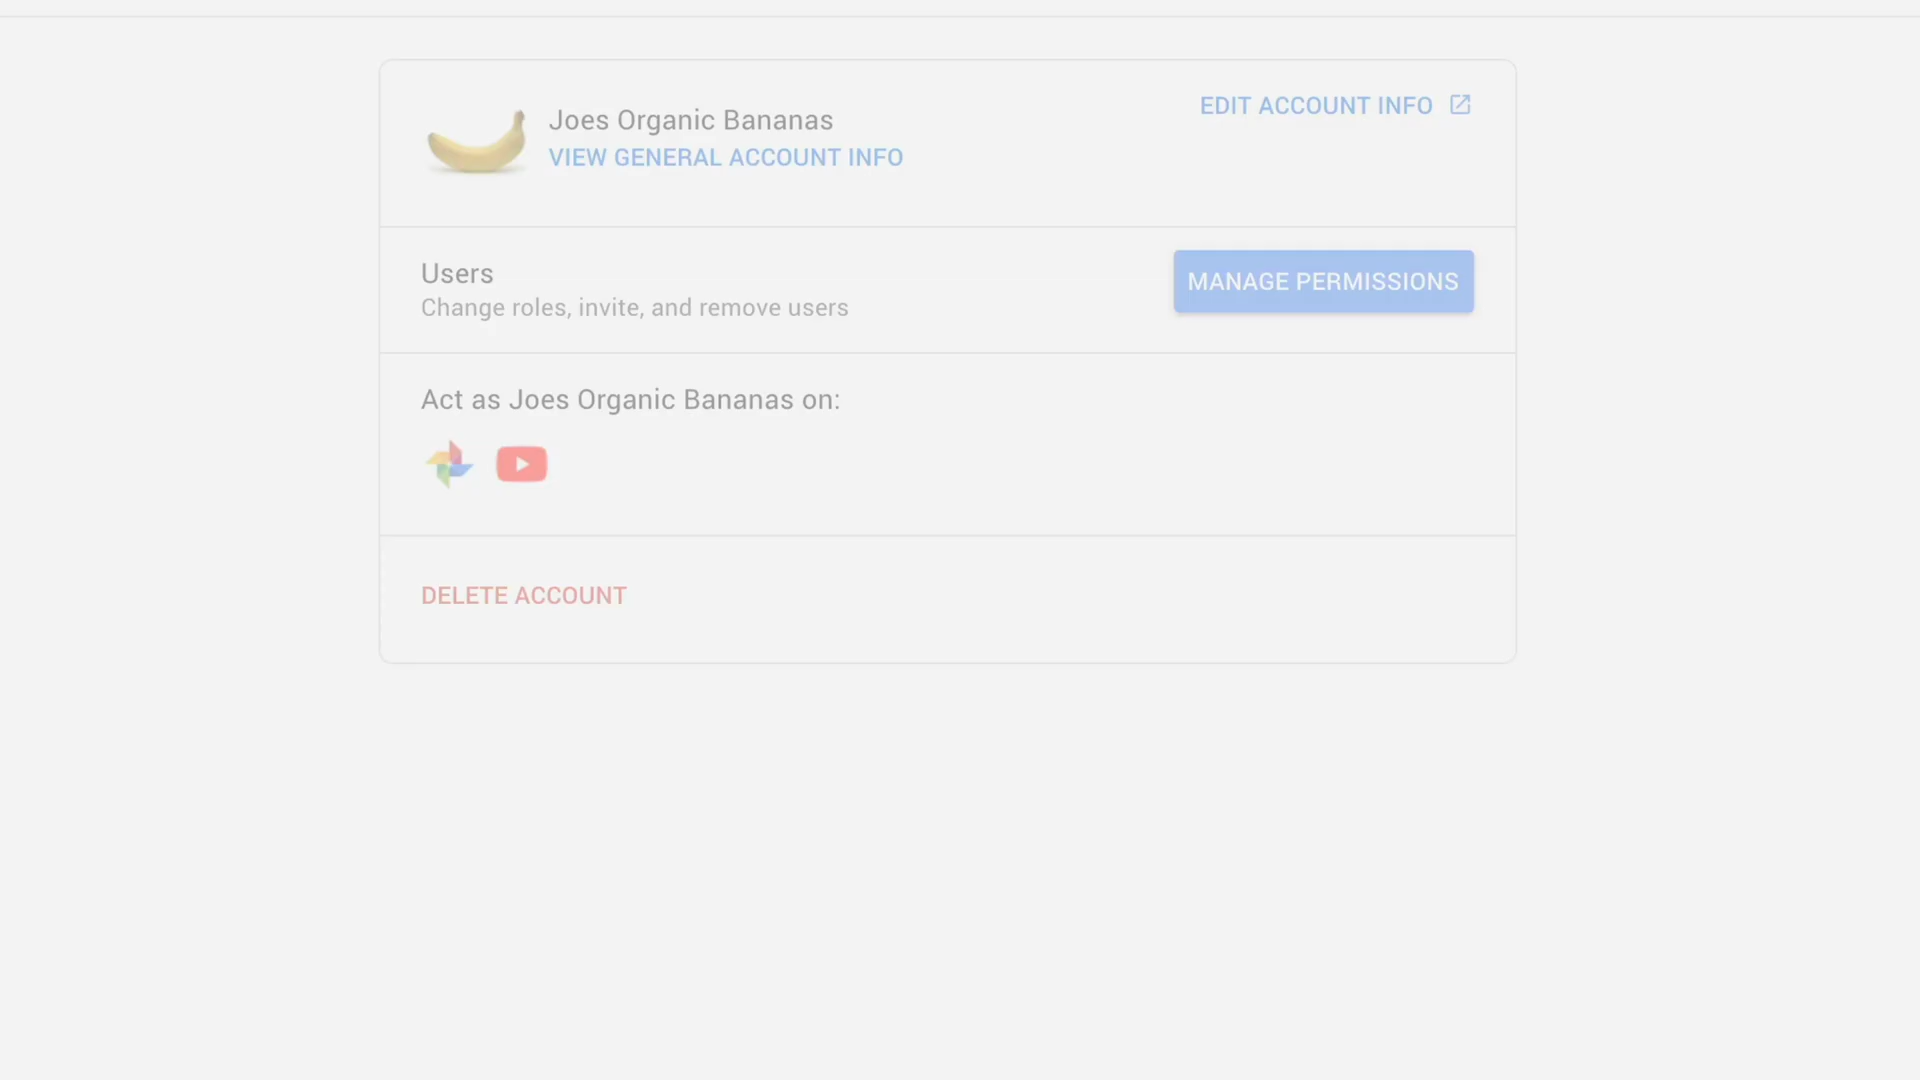 Joes Organic Bananas
EDIT ACCOUNT INFO
VIEW GENERAL ACCOUNT INFO
Users
MANAGE PERMISSIONS
Change roles, invite, and remove users
Act as Joes Organic Bananas on:
DELETE ACCOUNT